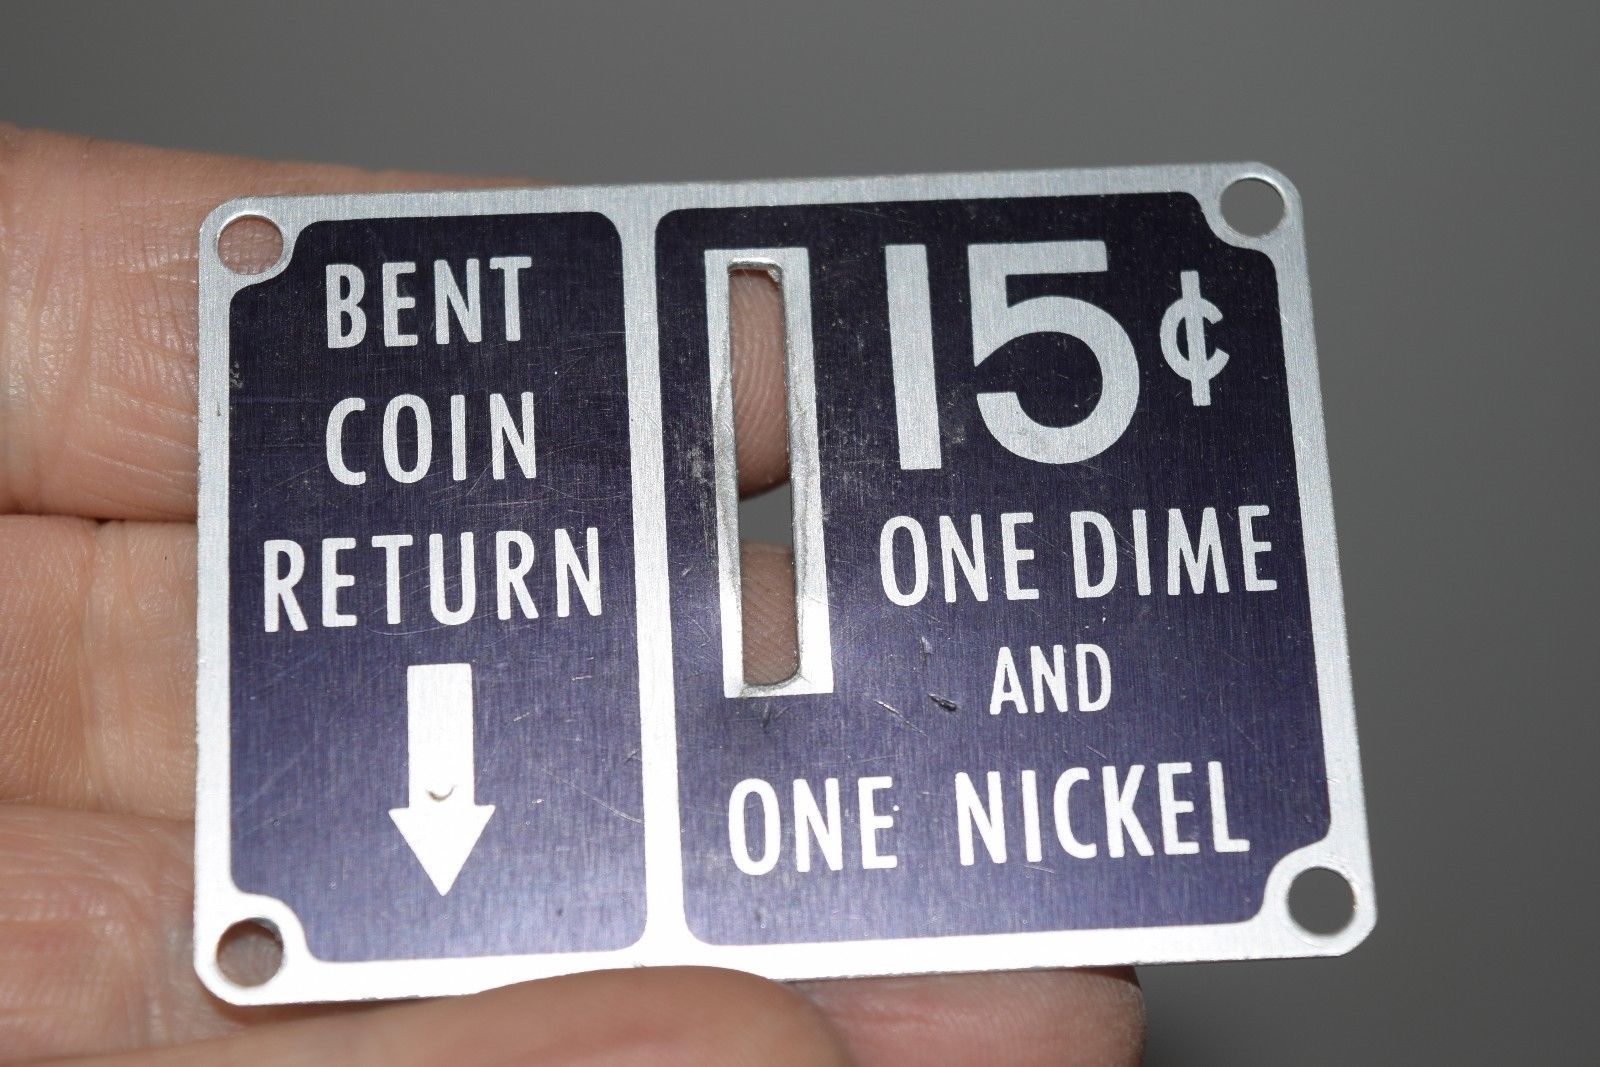 BENT
COIN
RETURN
15¢
ONE DIME
AND
ONE NICKEL